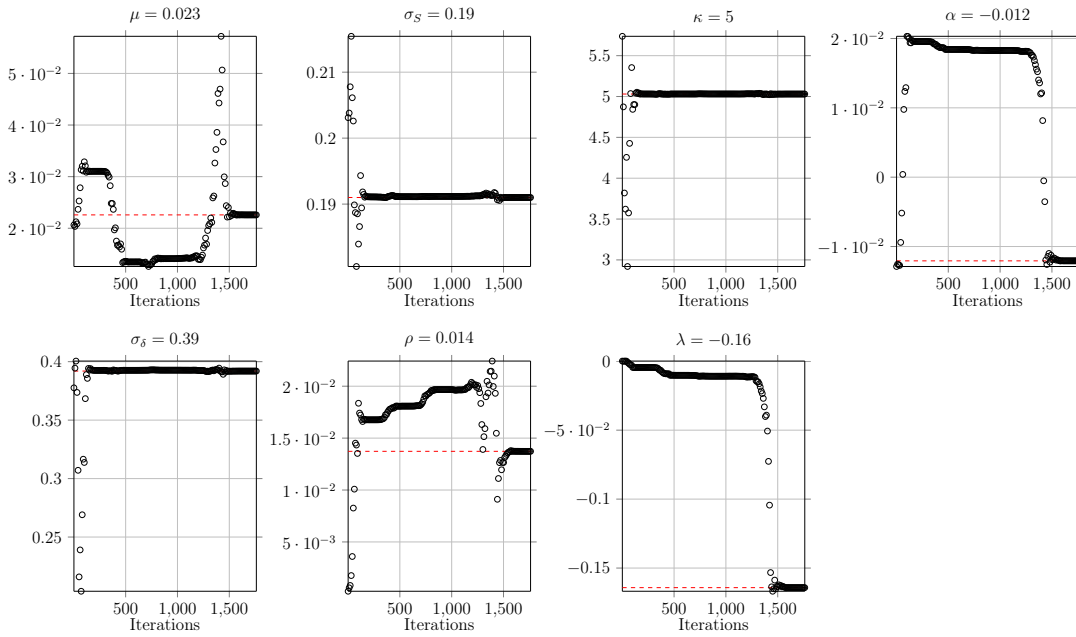 μ = 0.023
5 · 10⁻²
4 · 10⁻²
3 · 10⁻²
2 · 10⁻²
500 1,000 1,500
Iterations
σ_S = 0.19
0.21
0.2
0.19
500 1,000 1,500
Iterations
κ = 5
5.5
5
4.5
4
3.5
3
500 1,000 1,500
Iterations
α = −0.012
2 · 10⁻²
1 · 10⁻²
0
−1 · 10⁻²
500 1,000 1,500
Iterations
σ_δ = 0.39
0.4
0.35
0.3
0.25
500 1,000 1,500
Iterations
ρ = 0.014
2 · 10⁻²
1.5 · 10⁻²
1 · 10⁻²
5 · 10⁻³
500 1,000 1,500
Iterations
λ = −0.16
0
−5 · 10⁻²
−0.1
−0.15
500 1,000 1,500
Iterations